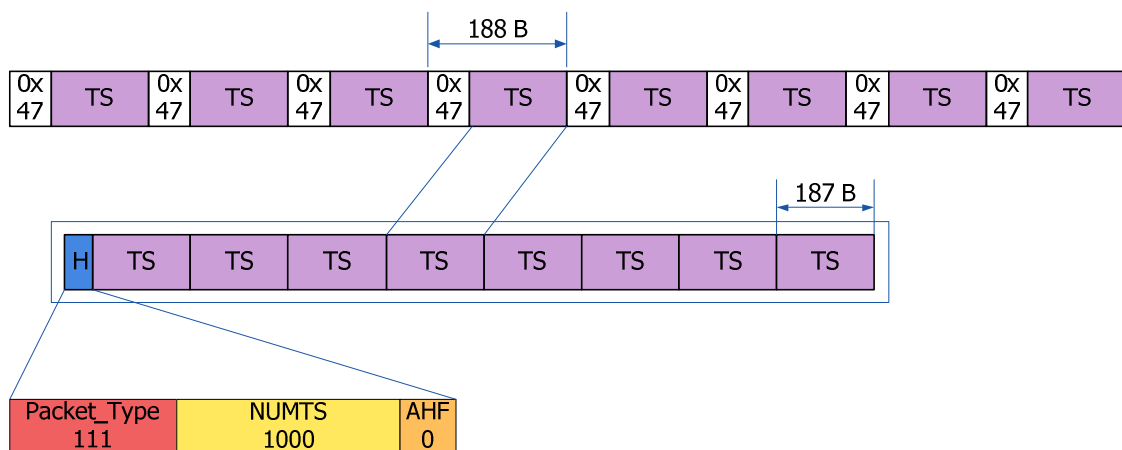 188 B
0x 47 TS 0x 47 TS 0x 47 TS 0x 47 TS 0x 47 TS 0x 47 TS 0x 47 TS 0x 47 TS
187 B
H TS TS TS TS TS TS TS TS
Packet_Type NUMTS AHF
111 1000 0